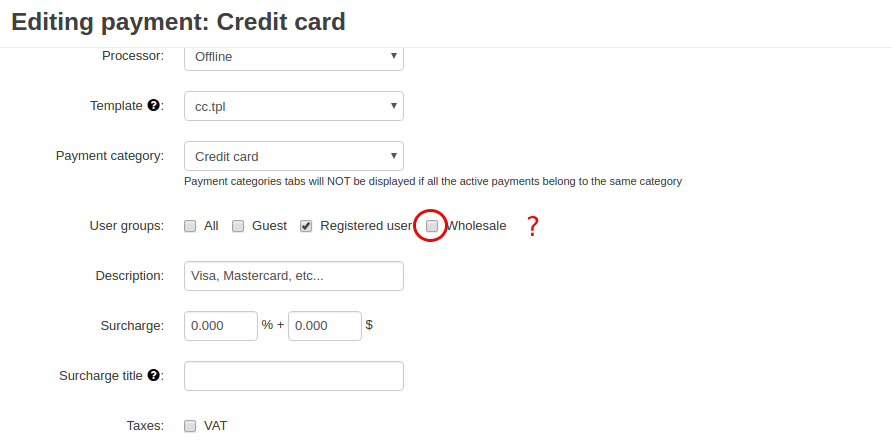 Editing payment: Credit card
Processor: Offline
Template ?: cc.tpl
Payment category: Credit card
Payment categories tabs will NOT be displayed if all the active payments belong to the same category
User groups: All Guest Registered user Wholesale ?
Description: Visa, Mastercard, etc...
Surcharge: 0.000 % + 0.000 $
Surcharge title ?:
Taxes: VAT